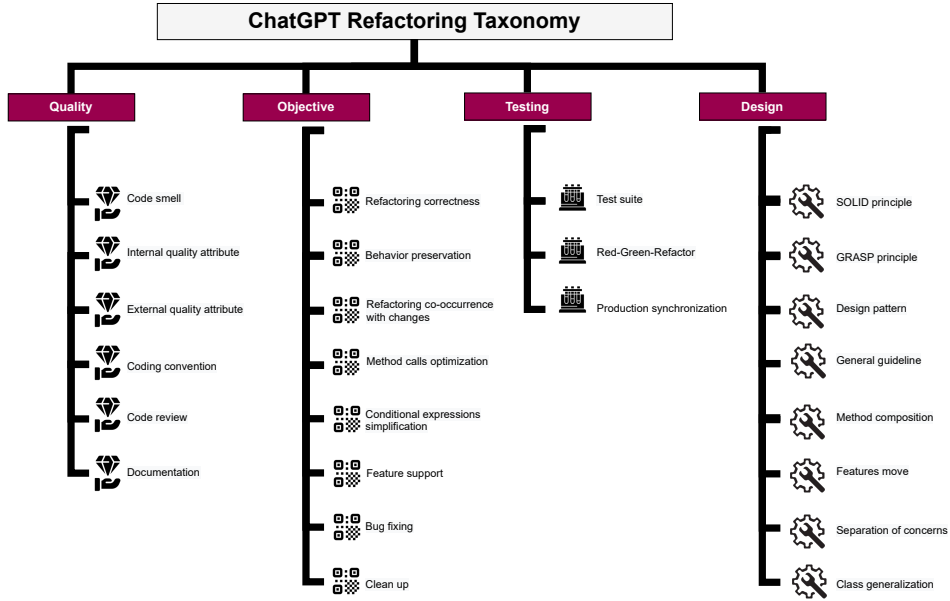 ChatGPT Refactoring Taxonomy
Quality
Objective
Testing
Design
Code smell
Internal quality attribute
External quality attribute
Coding convention
Code review
Documentation
Refactoring correctness
Behavior preservation
Refactoring co-occurrence
with changes
Method calls optimization
Conditional expressions
simplification
Feature support
Bug fixing
Clean up
Test suite
Red-Green-Refactor
Production synchronization
SOLID principle
GRASP principle
Design pattern
General guideline
Method composition
Features move
Separation of concerns
Class generalization